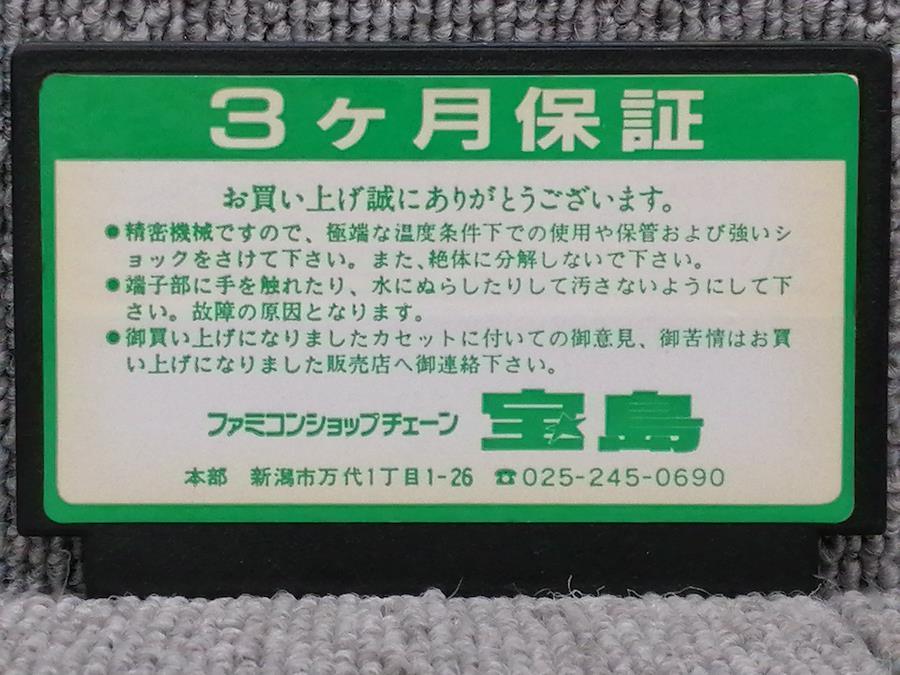 3ヶ月保証
お買い上げ誠にありがとうございます。
●精密機械ですので、極端な温度条件下での使用や保管および強いシ
ョックをさけて下さい。また、絶体に分解しないで下さい。
●端子部に手を触れたり、水にぬらしたりして汚さないようにして下
さい。故障の原因となります。
●御買い上げになりましたカセットに付いての御意見、御苦情はお買
い上げになりました販売店へ御連絡下さい。
ファミコンショップチェーン 宝島
本部 新潟市万代1丁目1-26 ☎025-245-0690